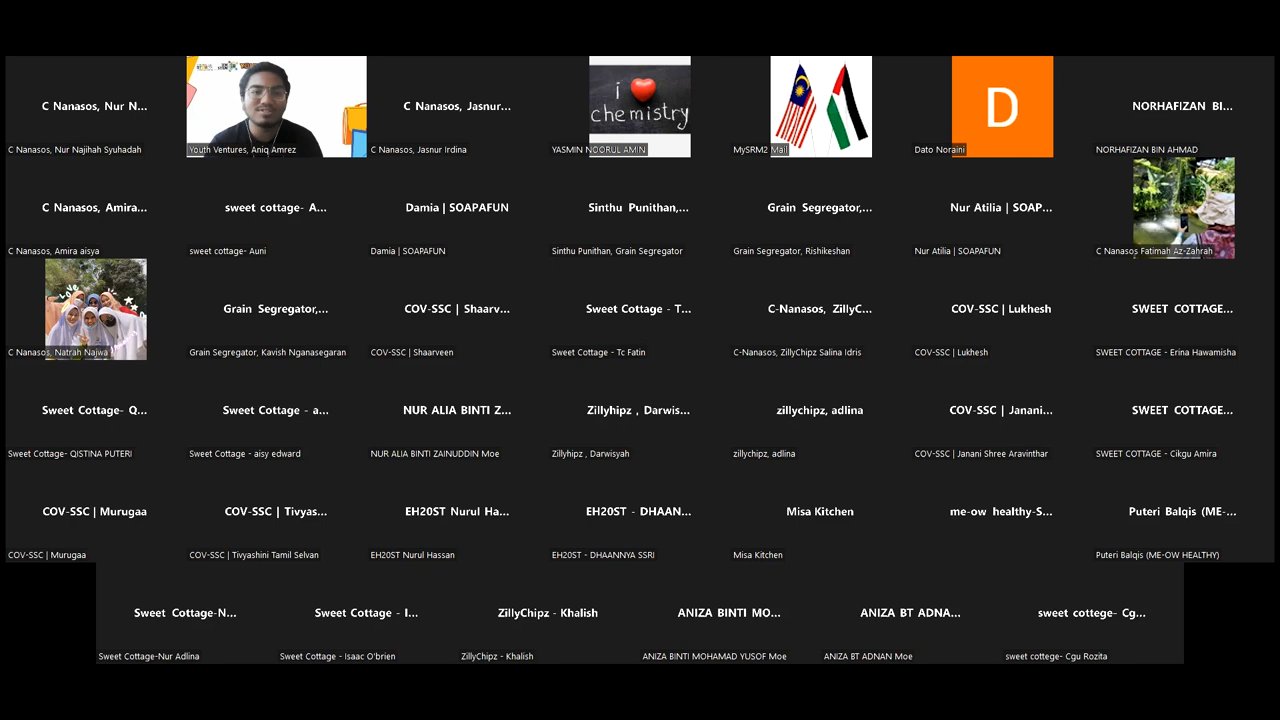 C Nanasos, Nur N...
C Nanasos, Nur Najihah Syuhadah
Youth Ventures, Aniq Amrez
C Nanasos, Jasnur...
C Nanasos, Jasnur Irdina
i
chemistry
YASMIN NOORUL AMIN
MySRM2 Mail
D
Dato Noraini
NORHAFIZAN BI...
NORHAFIZAN BIN AHMAD
C Nanasos, Amira...
C Nanasos, Amira aisya
sweet cottage- A...
sweet cottage- Auni
Damia | SOAPAFUN
Damia | SOAPAFUN
Sinthu Punithan,...
Sinthu Punithan, Grain Segregator
Grain Segregator,...
Grain Segregator, Rishikeshan
Nur Atilia | SOAP...
Nur Atilia | SOAPAFUN
C Nanasos Fatimah Az-Zahrah
LOVE
C Nanasos, Natrah Najwa
Grain Segregator,...
Grain Segregator, Kavish Nganasegaran
COV-SSC | Shaarv...
COV-SSC | Shaarveen
Sweet Cottage - T...
Sweet Cottage - Tc Fatin
C-Nanasos, ZillyC...
C-Nanasos, ZillyChipz Salina Idris
COV-SSC | Lukhesh
COV-SSC | Lukhesh
SWEET COTTAGE...
SWEET COTTAGE - Erina Hawamisha
Sweet Cottage- Q...
Sweet Cottage- QISTINA PUTERI
Sweet Cottage - a...
Sweet Cottage - aisy edward
NUR ALIA BINTI Z...
NUR ALIA BINTI ZAINUDDIN Moe
Zillyhipz , Darwis...
Zillyhipz , Darwisyah
zillychipz, adlina
zillychipz, adlina
COV-SSC | Janani...
COV-SSC | Janani Shree Aravinthar
SWEET COTTAGE...
SWEET COTTAGE - Cikgu Amira
COV-SSC | Murugaa
COV-SSC | Murugaa
COV-SSC | Tivyas...
COV-SSC | Tivyashini Tamil Selvan
EH20ST Nurul Ha...
EH20ST Nurul Hassan
EH20ST - DHAAN...
EH20ST - DHAANNYA SSRI
Misa Kitchen
Misa Kitchen
me-ow healthy-S...
Puteri Balqis (ME-...
Puteri Balqis (ME-OW HEALTHY)
Sweet Cottage-N...
Sweet Cottage-Nur Adlina
Sweet Cottage - I...
Sweet Cottage - Isaac O'brien
ZillyChipz - Khalish
ZillyChipz - Khalish
ANIZA BINTI MO...
ANIZA BINTI MOHAMAD YUSOF Moe
ANIZA BT ADNA...
ANIZA BT ADNAN Moe
sweet cottege- Cg...
sweet cottege- Cgu Rozita